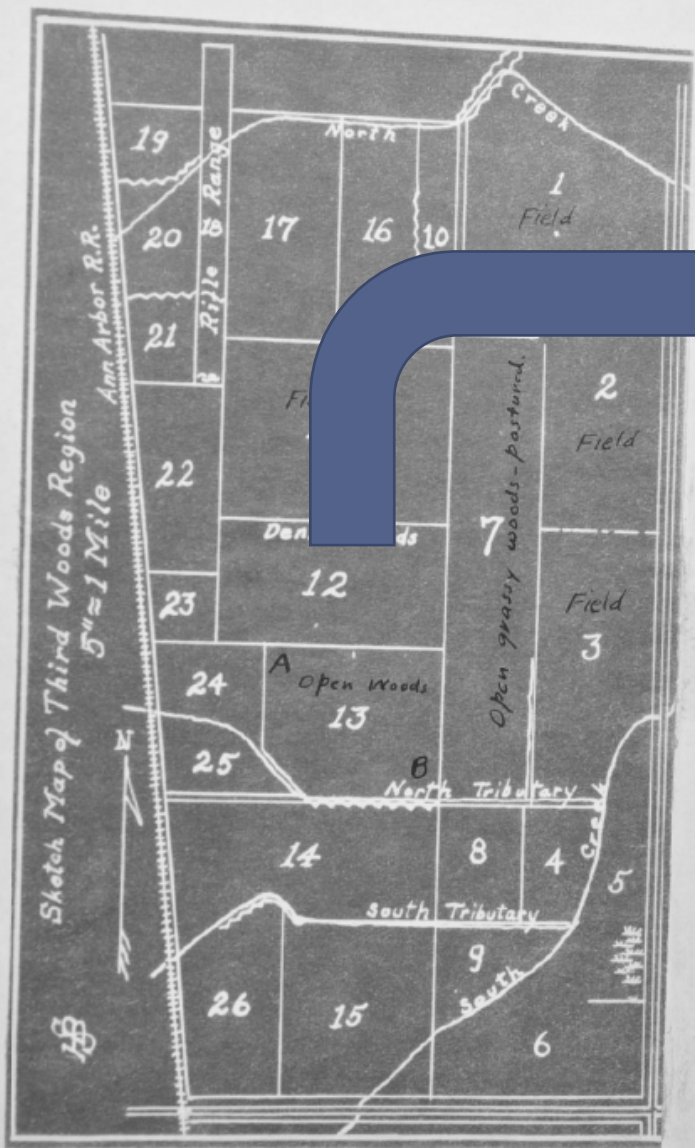 Creek
North
19
1
Field
Rifle 18 Range
20
17
16
10
21
2
Field
Ann Arbor R.R.
22
7
Open grassy woods-pastured.
12
23
Field
3
A
Open Woods
24
13
Sketch Map of Third Woods Region
5"=1 Mile
N
25
B
North Tributary
14
8
4
Creek
5
South Tributary
9
South
26
15
6